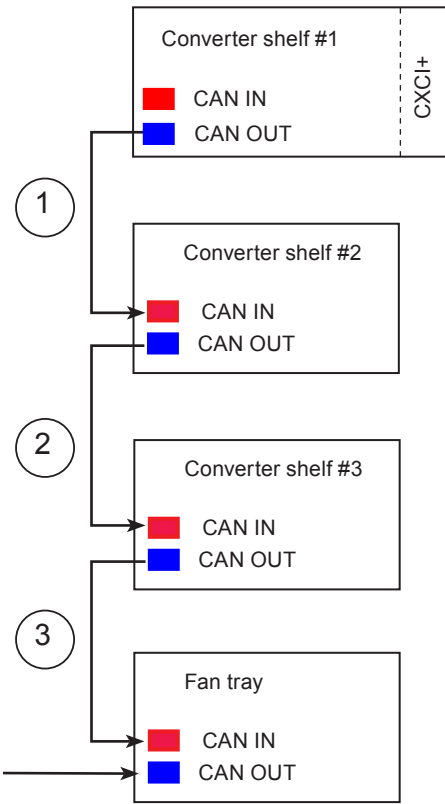 Converter shelf #1
CXCI+
CAN IN
CAN OUT
1
Converter shelf #2
CAN IN
CAN OUT
2
Converter shelf #3
CAN IN
CAN OUT
3
Fan tray
CAN IN
CAN OUT